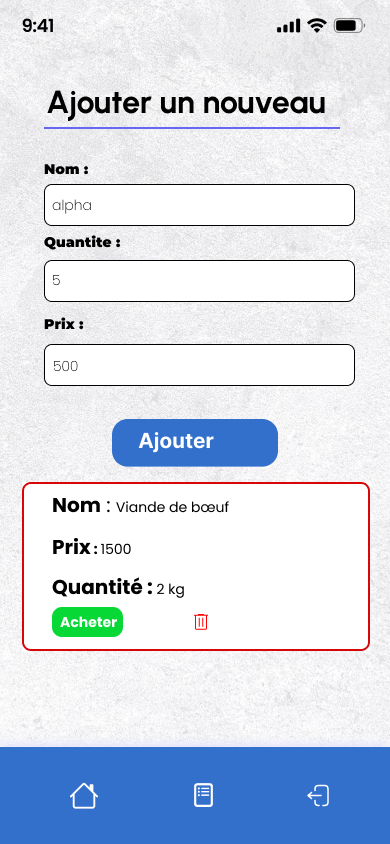 9:41
Ajouter un nouveau
Nom :
alpha
Quantite :
5
Prix :
500
Ajouter
Nom : Viande de bœuf
Prix : 1500
Quantité : 2 kg
Acheter